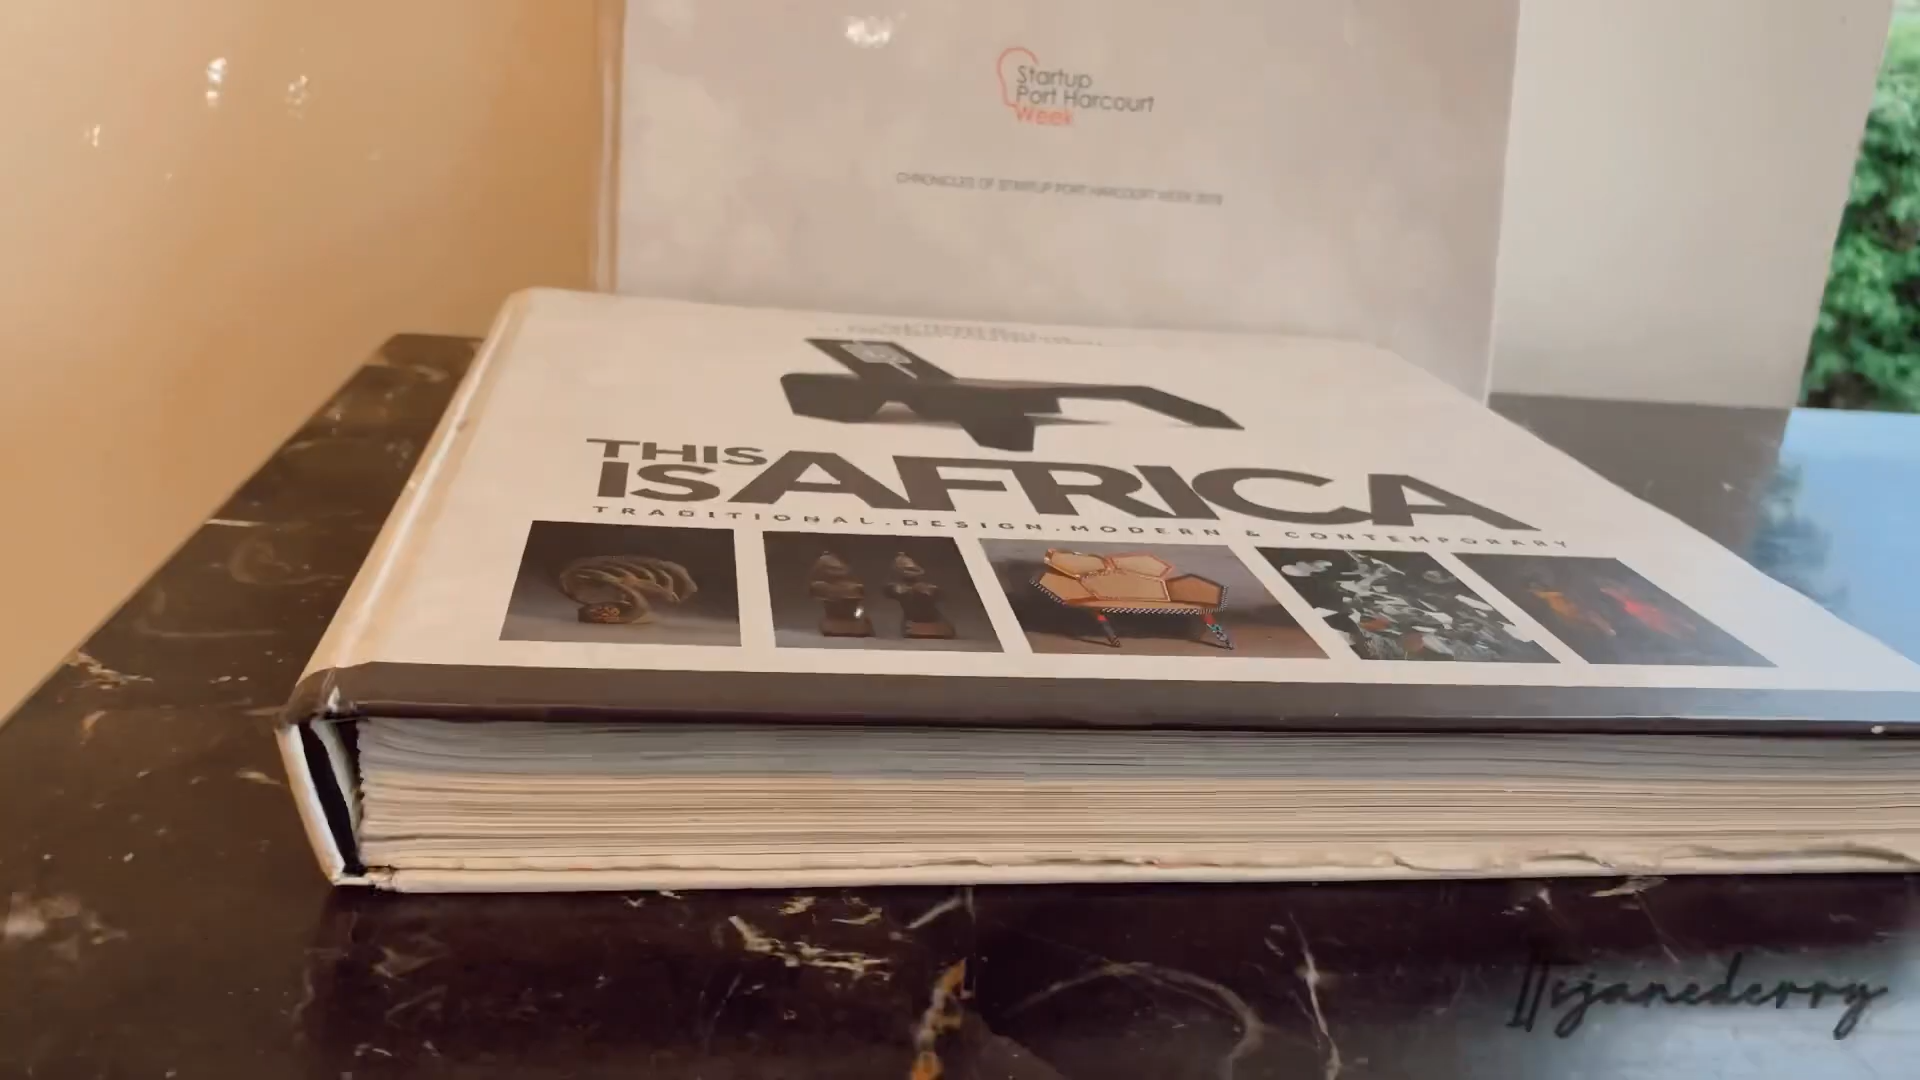 Startup
Port Harcourt
Week
CHRONICLES OF STARTUP PORT HARCOURT WEEK
THIS
IS AFRICA
TRADITIONAL.DESIGN.MODERN & CONTEMPORARY